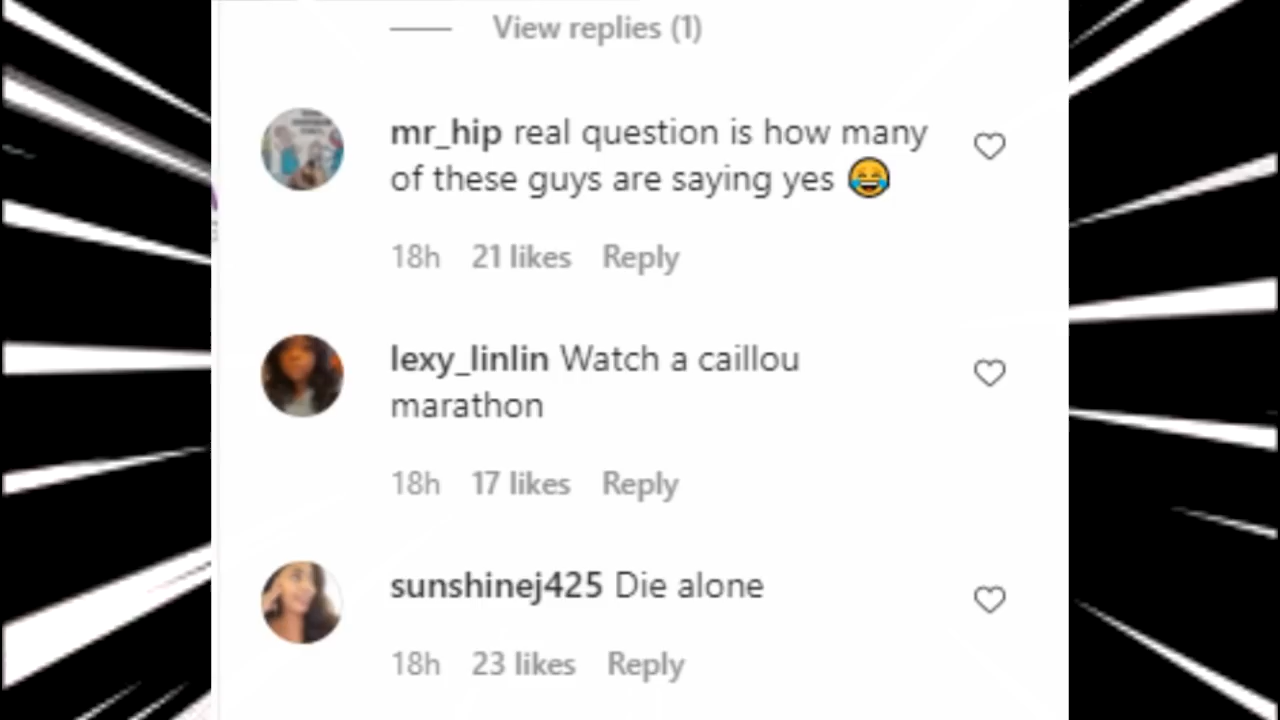 View replies (1)
mr_hip real question is how many
of these guys are saying yes 😂
18h 21 likes Reply
lexy_linlin Watch a caillou
marathon
18h 17 likes Reply
sunshinej425 Die alone
18h 23 likes Reply